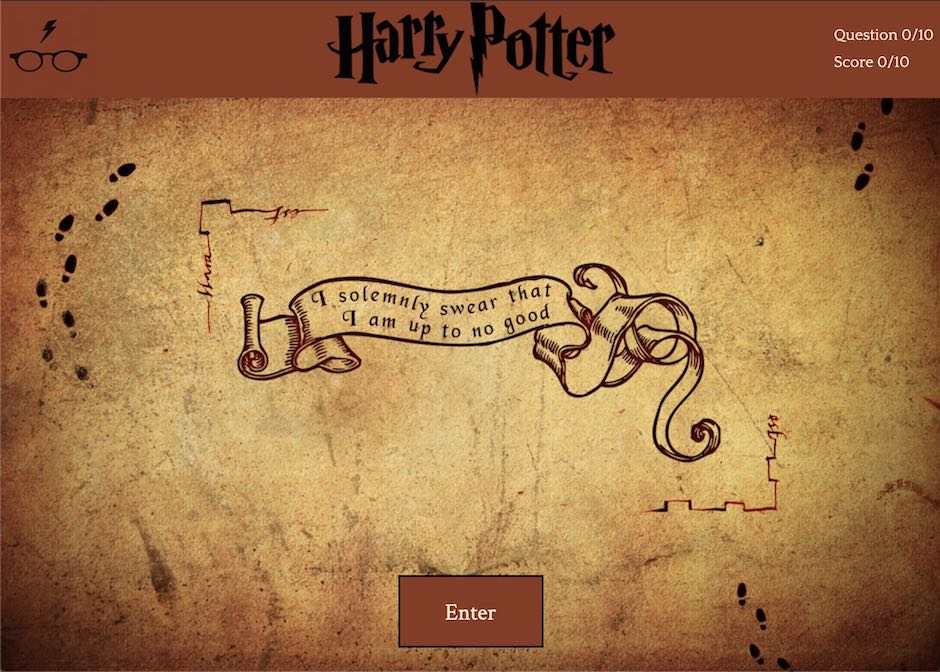 Harry Potter
Question 0/10
Score 0/10
I solemnly swear that
I am up to no good
Enter